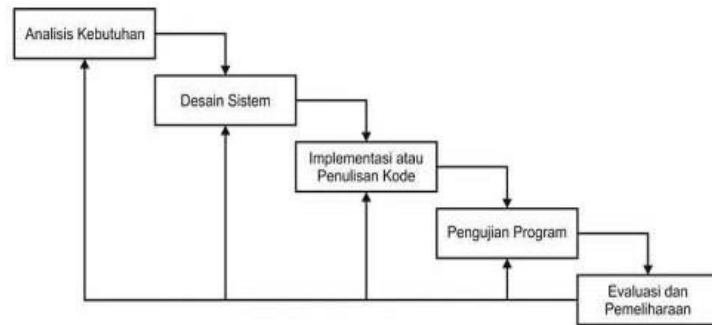 Analisis Kebutuhan
Desain Sistem
Implementasi atau
Penulisan Kode
Pengujian Program
Evaluasi dan
Pemeliharaan